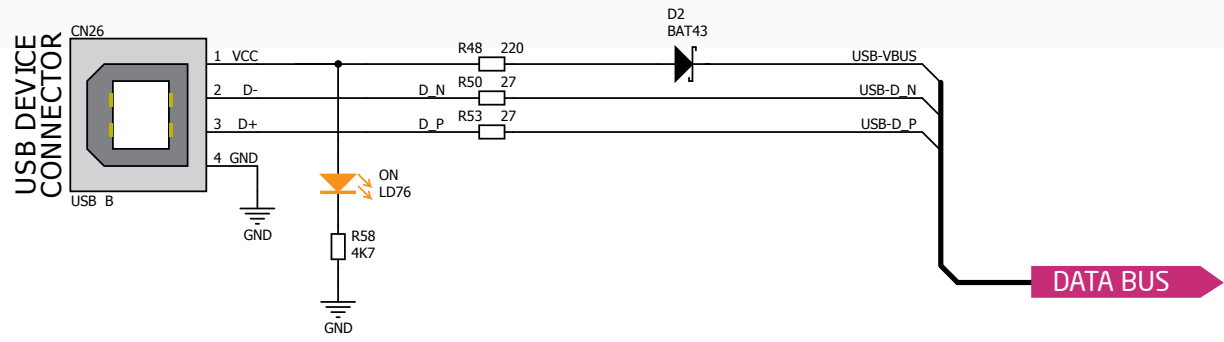 USB DEVICE
CONNECTOR
CN26
1 VCC
2 D-
3 D+
4 GND
USB B
GND
D_N
D_P
R48 220
R50 27
R53 27
ON
LD76
R58
4K7
GND
D2
BAT43
USB-VBUS
USB-D_N
USB-D_P
DATA BUS